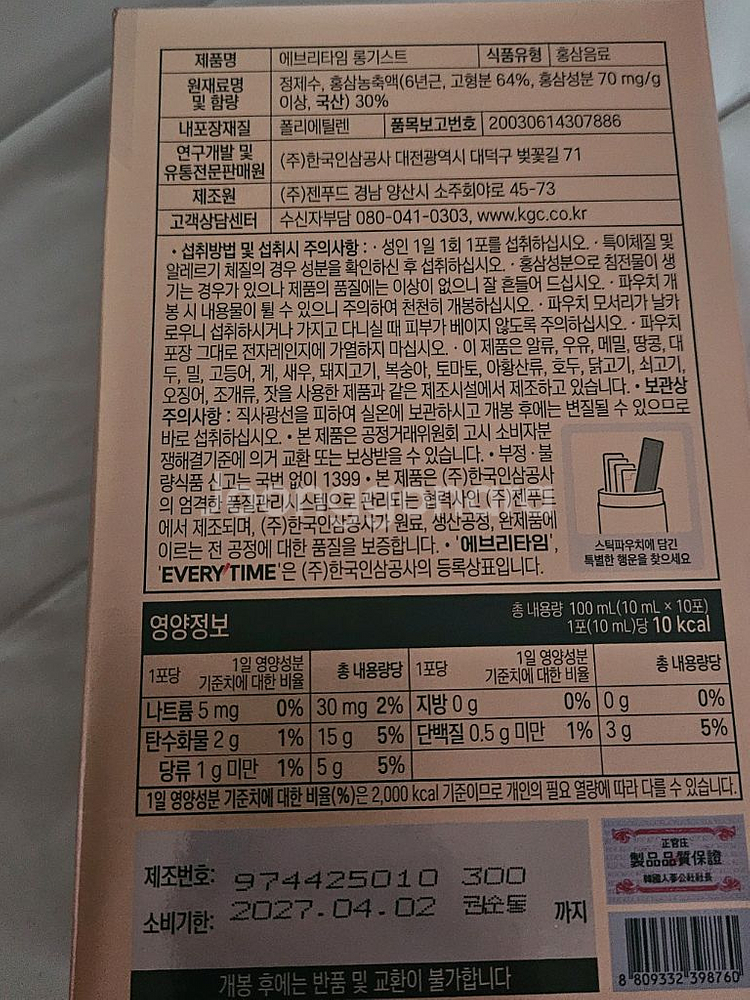 제품명 에브리타임 롱기스트 식품유형 홍삼음료
원재료명 및 함량 정제수, 홍삼농축액(6년근, 고형분 64%, 홍삼성분 70 mg/g 이상, 국산) 30%
내포장재질 폴리에틸렌 품목보고번호 20030614307886
연구개발 및 유통전문판매원 (주)한국인삼공사 대전광역시 대덕구 벚꽃길 71
제조원 (주)젠푸드 경남 양산시 소주회야로 45-73
고객상담센터 수신자부담 080-041-0303, www.kgc.co.kr
• 섭취방법 및 섭취시 주의사항 : · 성인 1일 1회 1포를 섭취하십시오. · 특이체질 및
알레르기 체질의 경우 성분을 확인하신 후 섭취하십시오. · 홍삼성분으로 침전물이 생
기는 경우가 있으나 제품의 품질에는 이상이 없으니 잘 흔들어 드십시오. · 파우치 개
봉 시 내용물이 튈 수 있으니 주의하여 천천히 개봉하십시오. · 파우치 모서리가 날카
로우니 섭취하시거나 가지고 다니실 때 피부가 베이지 않도록 주의하십시오. · 파우치
포장 그대로 전자레인지에 가열하지 마십시오. · 이 제품은 알류, 우유, 메밀, 땅콩, 대
두, 밀, 고등어, 게, 새우, 돼지고기, 복숭아, 토마토, 아황산류, 호두, 닭고기, 쇠고기,
오징어, 조개류, 잣을 사용한 제품과 같은 제조시설에서 제조하고 있습니다. • 보관상
주의사항 : 직사광선을 피하여 실온에 보관하시고 개봉 후에는 변질될 수 있으므로
바로 섭취하십시오. • 본 제품은 공정거래위원회 고시 소비자분
쟁해결기준에 의거 교환 또는 보상받을 수 있습니다. • 부정·불
량식품 신고는 국번 없이 1399 • 본 제품은 (주)한국인삼공사
의 엄격한 품질관리시스템으로 관리되는 협력사인 (주)젠푸드
에서 제조되며, (주)한국인삼공사가 원료, 생산공정, 완제품에
이르는 전 공정에 대한 품질을 보증합니다. • '에브리타임',
'EVERYTIME'은 (주)한국인삼공사의 등록상표입니다.
스틱파우치에 담긴
특별한 행운을 찾으세요
영양정보 총 내용량 100 mL(10 mL × 10포)
1포(10 mL)당 10 kcal
1포당 1일 영양성분 기준치에 대한 비율 총 내용량당 1포당 1일 영양성분 기준치에 대한 비율 총 내용량당
나트륨 5 mg 0% 30 mg 2% 지방 0 g 0% 0 g 0%
탄수화물 2 g 1% 15 g 5% 단백질 0.5 g 미만 1% 3 g 5%
당류 1 g 미만 1% 5 g 5%
1일 영양성분 기준치에 대한 비율(%)은 2,000 kcal 기준이므로 개인의 필요 열량에 따라 다를 수 있습니다.
제조번호: 974425010 300
소비기한: 2027.04.02 까지
正官庄
製品品質保證
韓國人蔘公社社長
8 809332 398760
개봉 후에는 반품 및 교환이 불가합니다